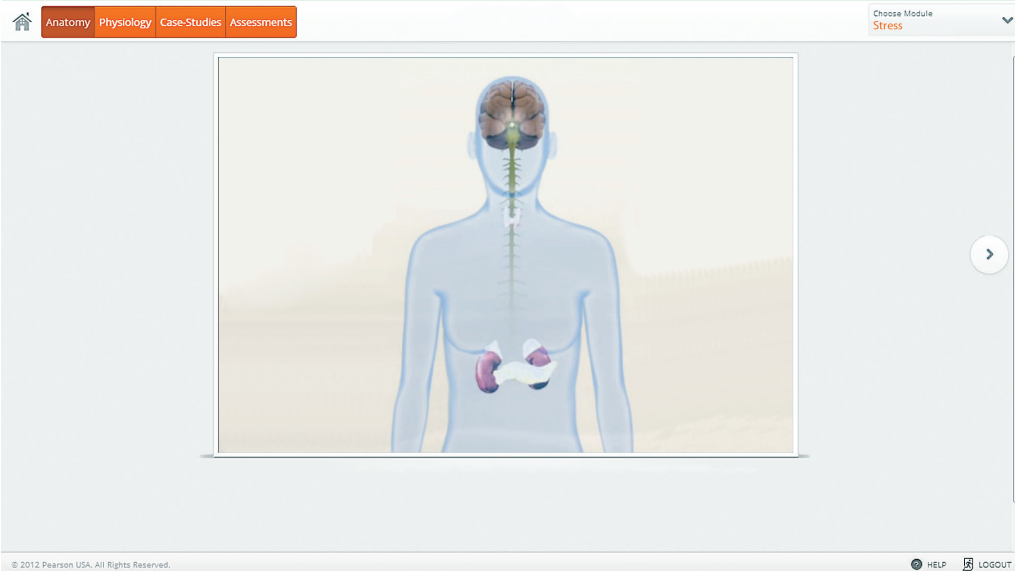 Anatomy Physiology Case-Studies Assessments
Choose Module
Stress
© 2012 Pearson USA. All Rights Reserved.
? HELP LOGOUT